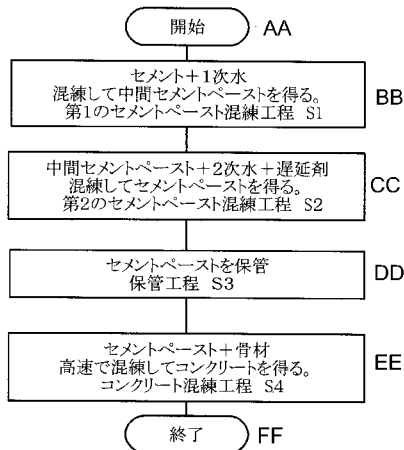 開始 AA
セメント＋1次水
混練して中間セメントペーストを得る。
第1のセメントペースト混練工程 S1
BB
中間セメントペースト＋2次水＋遅延剤
混練してセメントペーストを得る。
第2のセメントペースト混練工程 S2
CC
セメントペーストを保管
保管工程 S3
DD
セメントペースト＋骨材
高速で混練してコンクリートを得る。
コンクリート混練工程 S4
EE
終了 FF